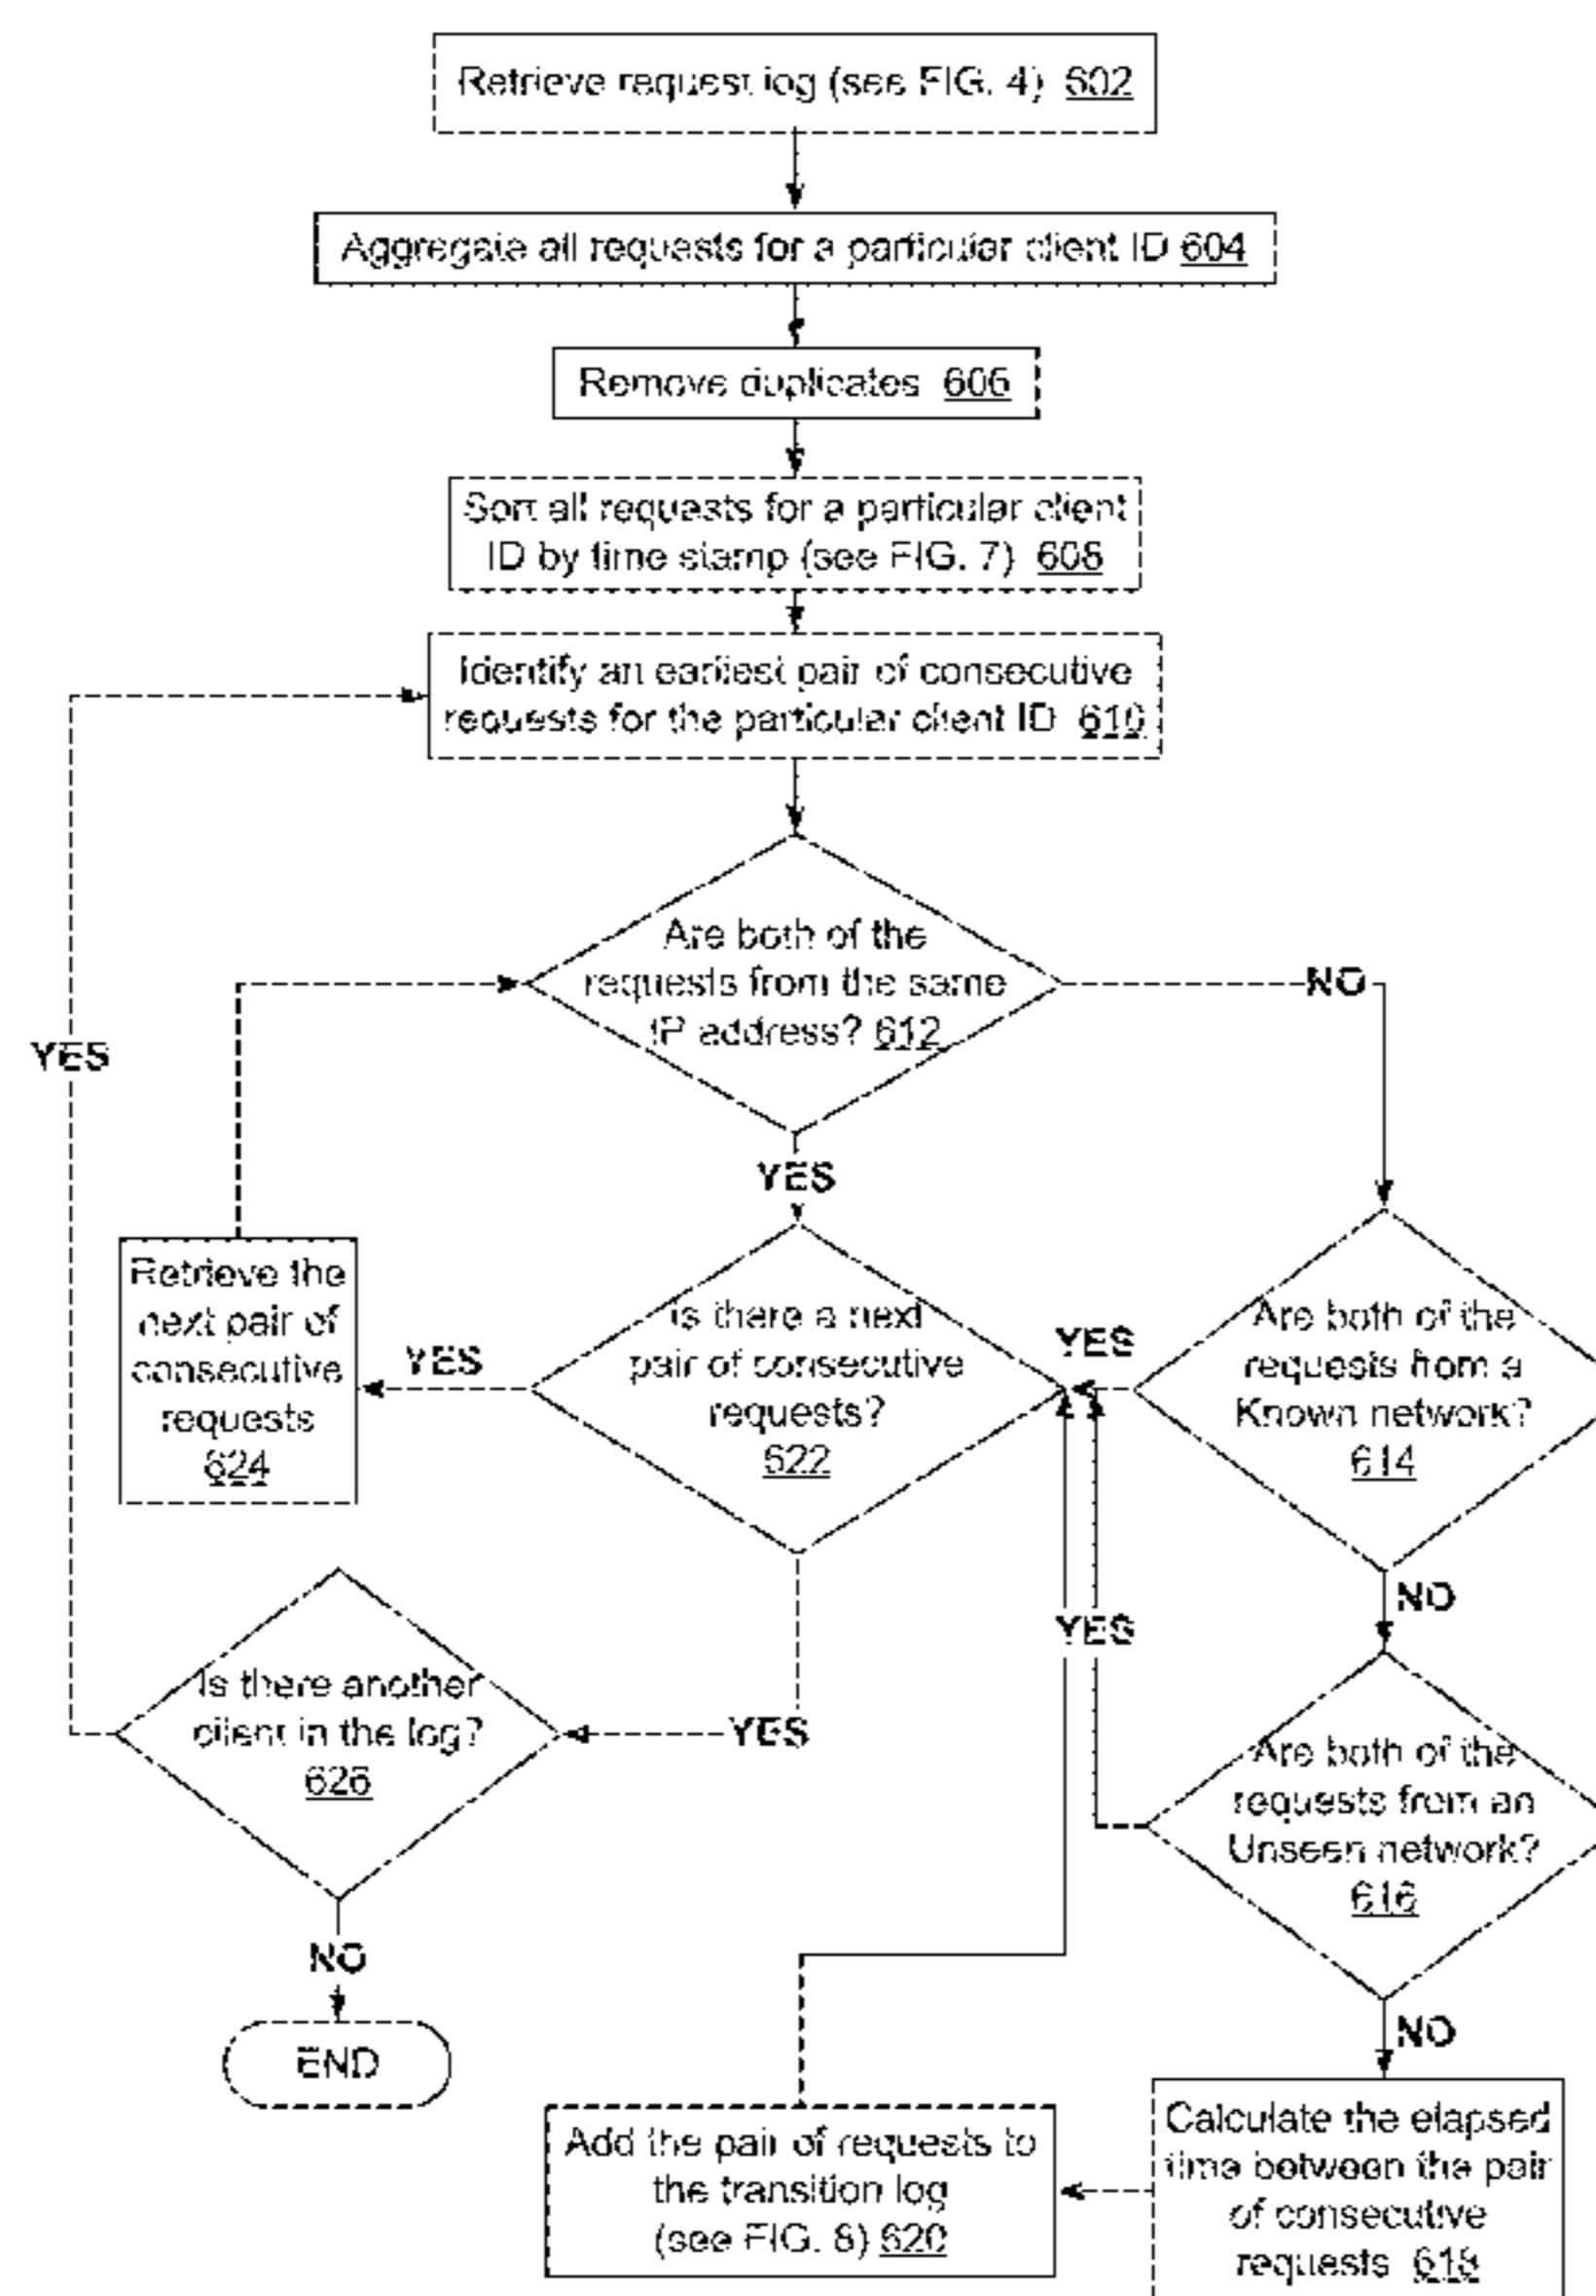 Retrieve request log (see FIG. 4) 602
Aggregate all requests for a particular client ID 604
Remove duplicates 606
Sort all requests for a particular client
ID by time stamp (see FIG. 7) 608
Identify an earliest pair of consecutive
requests for the particular client ID 610
Are both of the
requests from the same
IP address? 612
NO
YES
YES
Retrieve the
next pair of
consecutive
requests
624
YES
Is there a next
pair of consecutive
requests?
622
YES
Are both of the
requests from a
Known network?
614
NO
YES
Is there another
client in the log?
626
YES
Are both of the
requests from an
Unseen network?
616
NO
END
NO
Add the pair of requests to
the transition log
(see FIG. 8) 620
Calculate the elapsed
time between the pair
of consecutive
requests 618